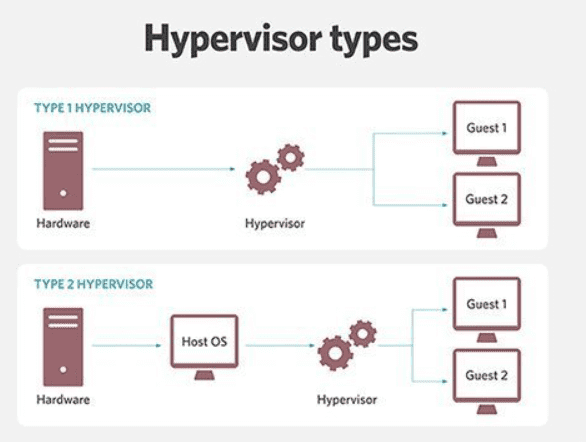 Hypervisor types
TYPE 1 HYPERVISOR
Hardware
Hypervisor
Guest 1
Guest 2
TYPE 2 HYPERVISOR
Hardware
Host OS
Hypervisor
Guest 1
Guest 2